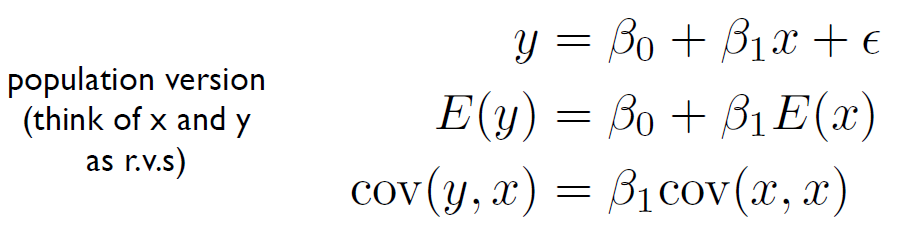 population version
(think of x and y
as r.v.s)
y = β₀ + β₁x + ϵ
E(y) = β₀ + β₁E(x)
cov(y, x) = β₁cov(x, x)